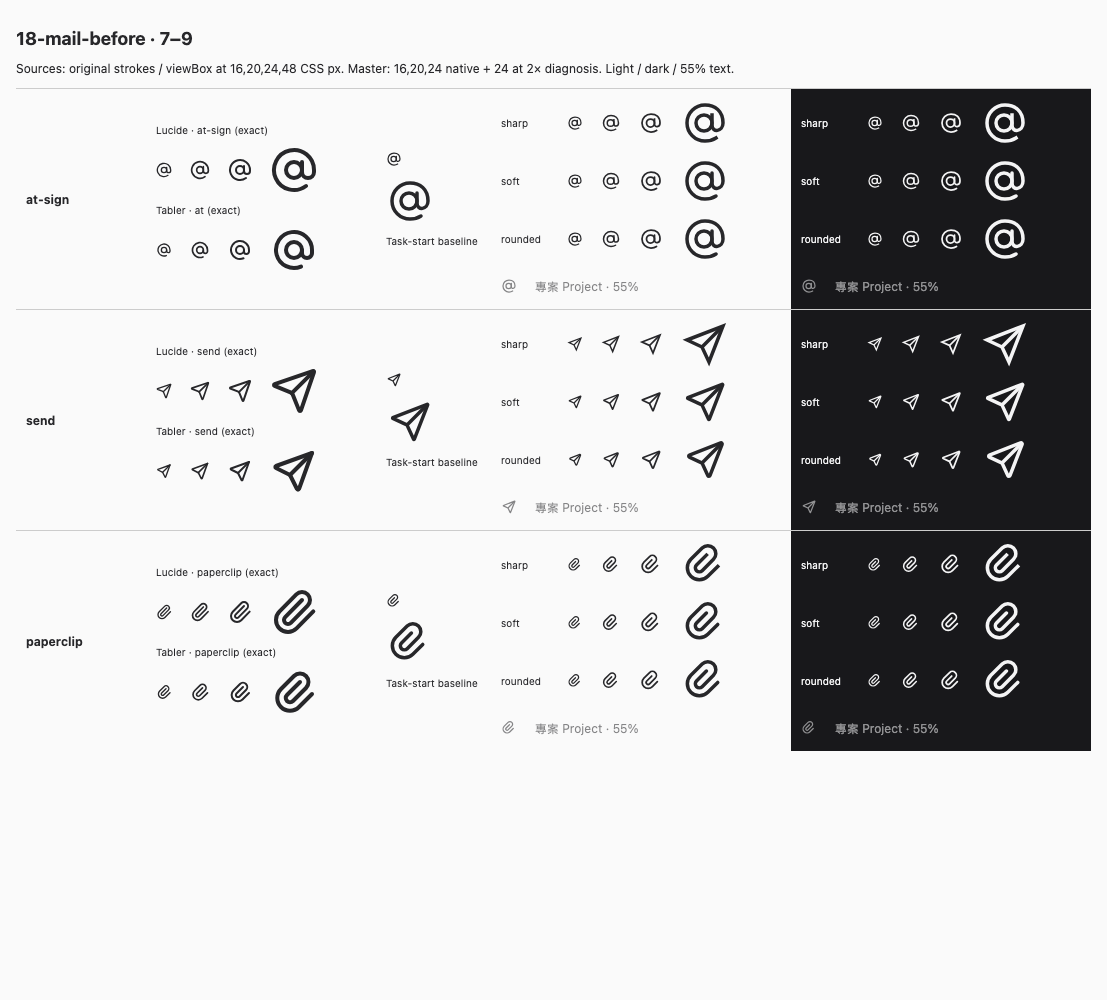 18-mail-before · 7–9
Sources: original strokes / viewBox at 16,20,24,48 CSS px. Master: 16,20,24 native + 24 at 2× diagnosis. Light / dark / 55% text.
at-sign
Lucide · at-sign (exact)
Tabler · at (exact)
Task-start baseline
sharp
soft
rounded
專案 Project · 55%
sharp
soft
rounded
專案 Project · 55%
send
Lucide · send (exact)
Tabler · send (exact)
Task-start baseline
sharp
soft
rounded
專案 Project · 55%
sharp
soft
rounded
專案 Project · 55%
paperclip
Lucide · paperclip (exact)
Tabler · paperclip (exact)
Task-start baseline
sharp
soft
rounded
專案 Project · 55%
sharp
soft
rounded
專案 Project · 55%